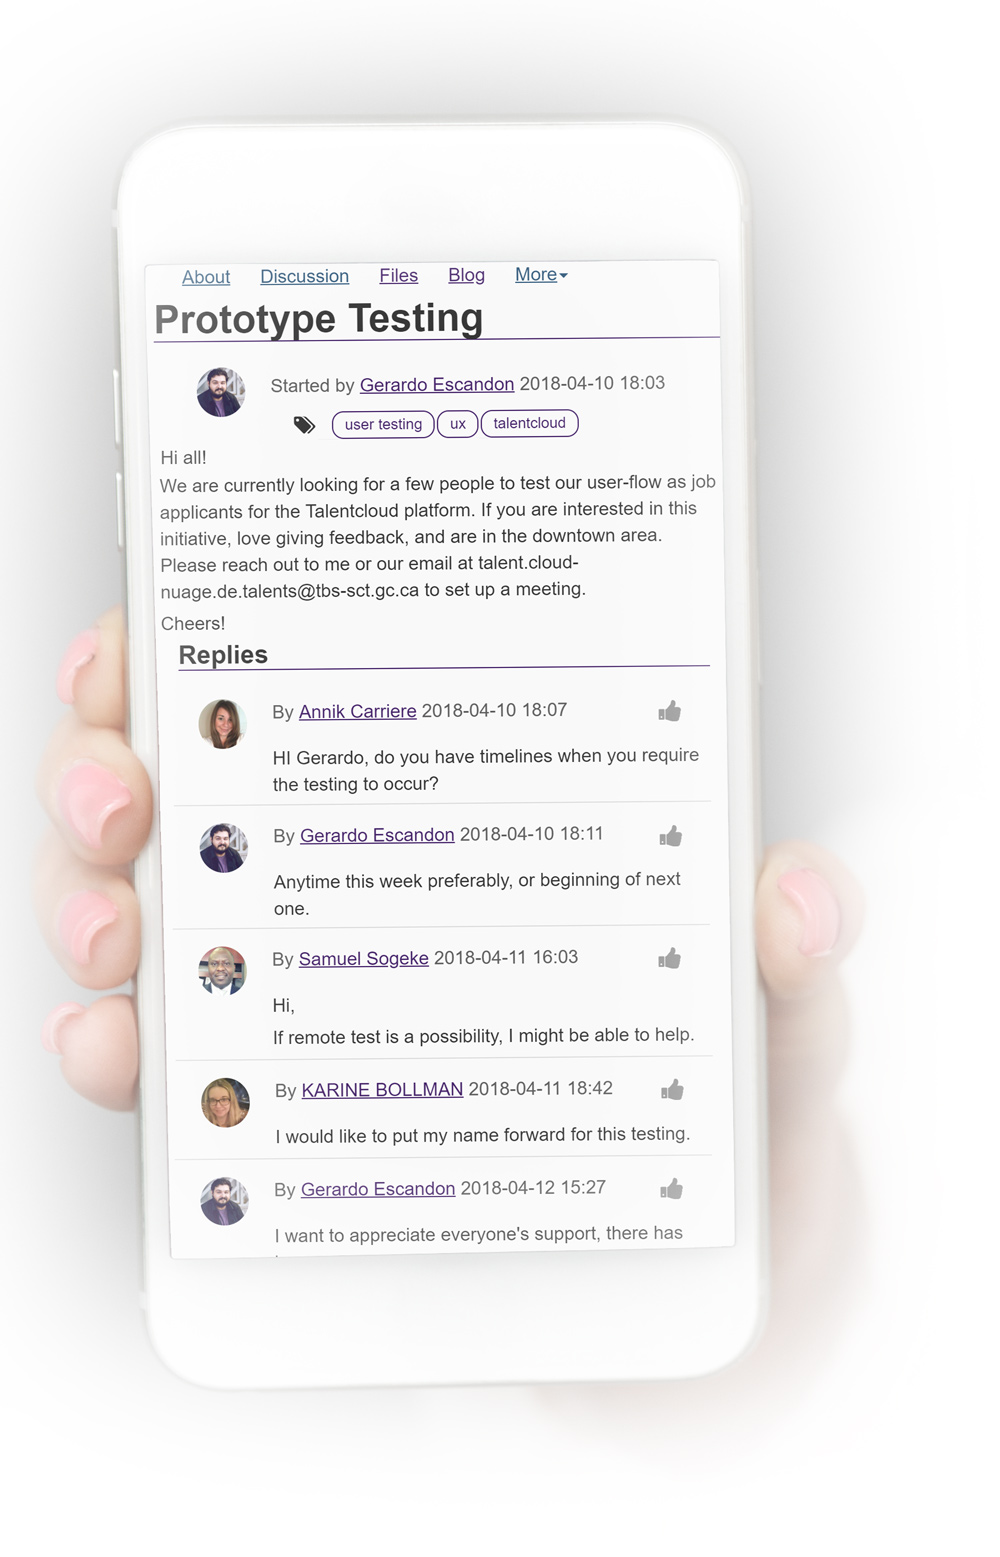 About Discussion Files Blog More
Prototype Testing
Started by Gerardo Escandon 2018-04-10 18:03
user testing ux talentcloud
Hi all!
We are currently looking for a few people to test our user-flow as job
applicants for the Talentcloud platform. If you are interested in this
initiative, love giving feedback, and are in the downtown area.
Please reach out to me or our email at talent.cloud-
nuage.de.talents@tbs-sct.gc.ca to set up a meeting.
Cheers!
Replies
By Annik Carriere 2018-04-10 18:07
HI Gerardo, do you have timelines when you require
the testing to occur?
By Gerardo Escandon 2018-04-10 18:11
Anytime this week preferably, or beginning of next
one.
By Samuel Sogeke 2018-04-11 16:03
Hi,
If remote test is a possibility, I might be able to help.
By KARINE BOLLMAN 2018-04-11 18:42
I would like to put my name forward for this testing.
By Gerardo Escandon 2018-04-12 15:27
I want to appreciate everyone's support, there has